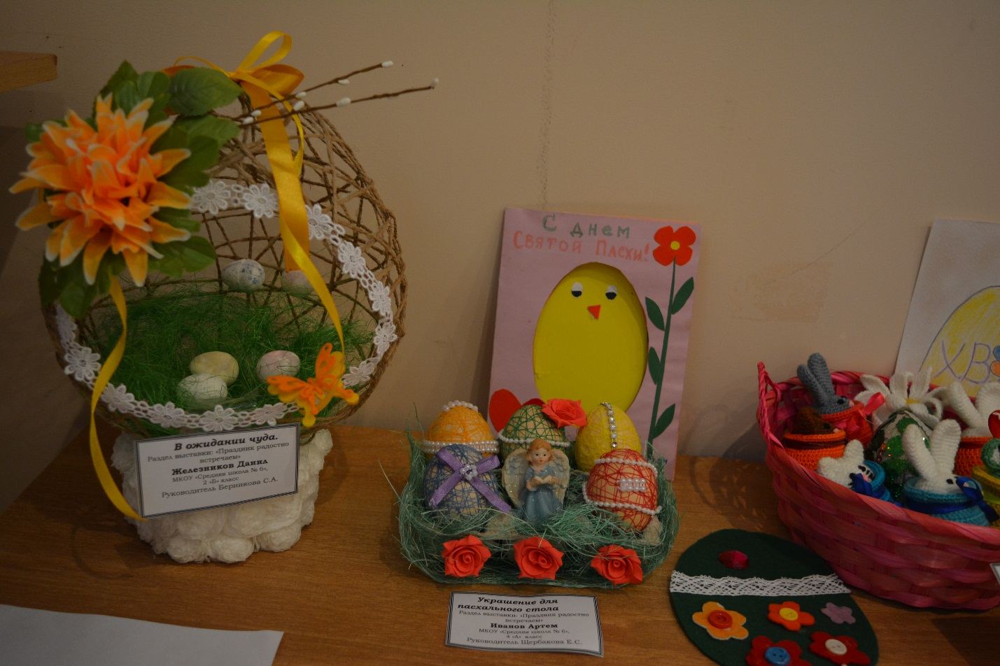 С днем
Святой Пасхи!
ХВ
В ожидании чуда.
Раздел выставки: «Праздник радостно
встречаем»
Железников Данил
МКОУ «Средняя школа № 6»,
2 «Б» класс
Руководитель Берникова С.А.
Украшение для
пасхального стола
Раздел выставки: «Праздник радостно
встречаем»
Иванов Артем
МКОУ «Средняя школа № 6»,
4 «А» класс
Руководитель Щербакова Е.С.